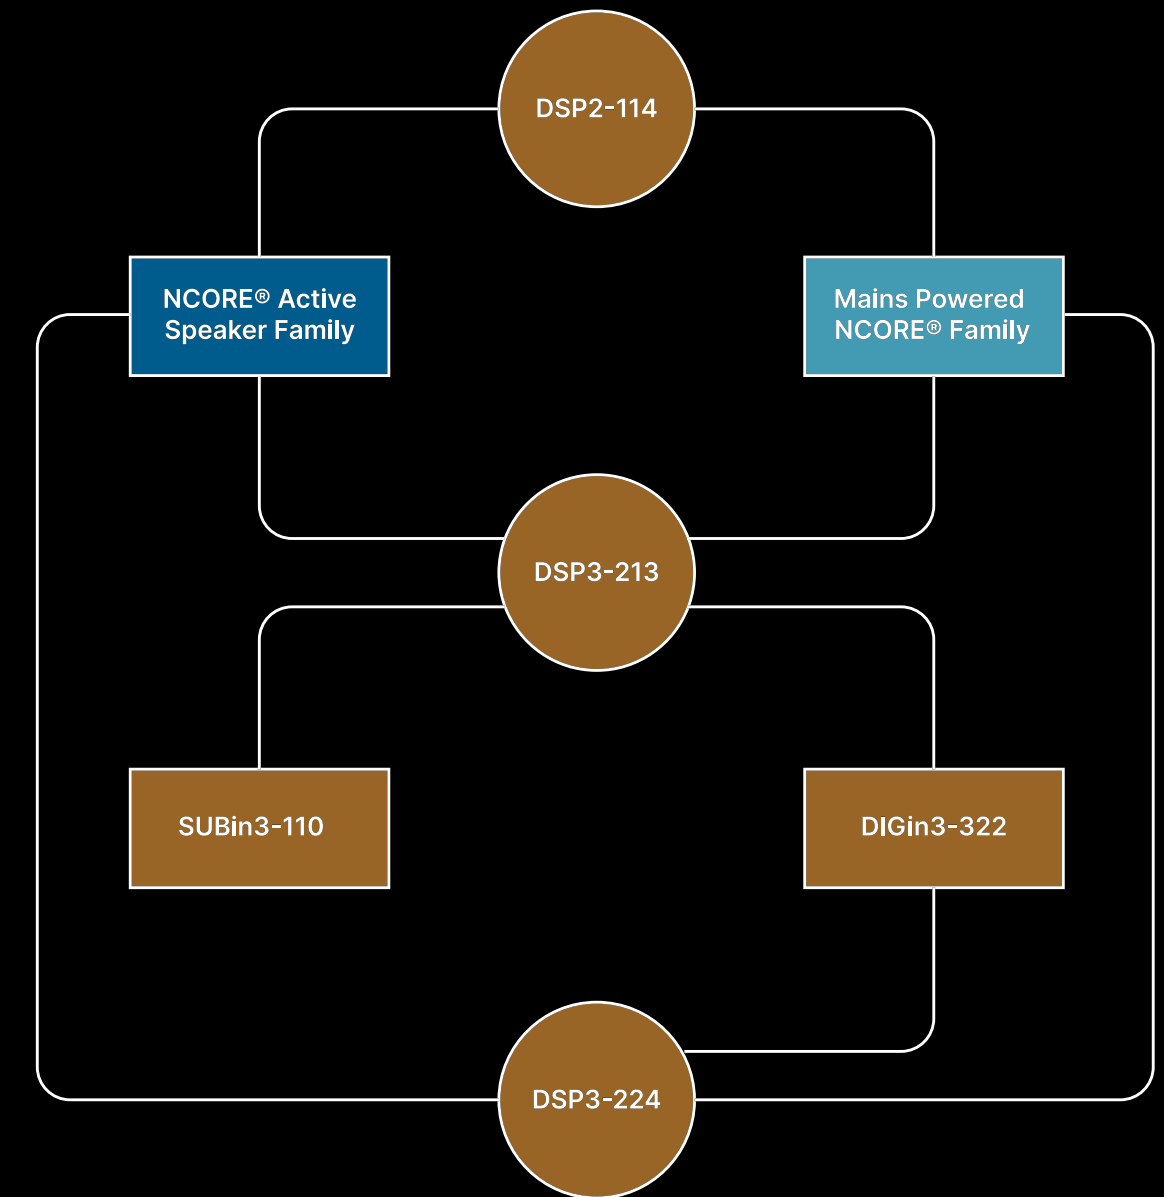 DSP2-114
NCORE® Active
Speaker Family
Mains Powered
NCORE® Family
DSP3-213
SUBin3-110
DIGin3-322
DSP3-224